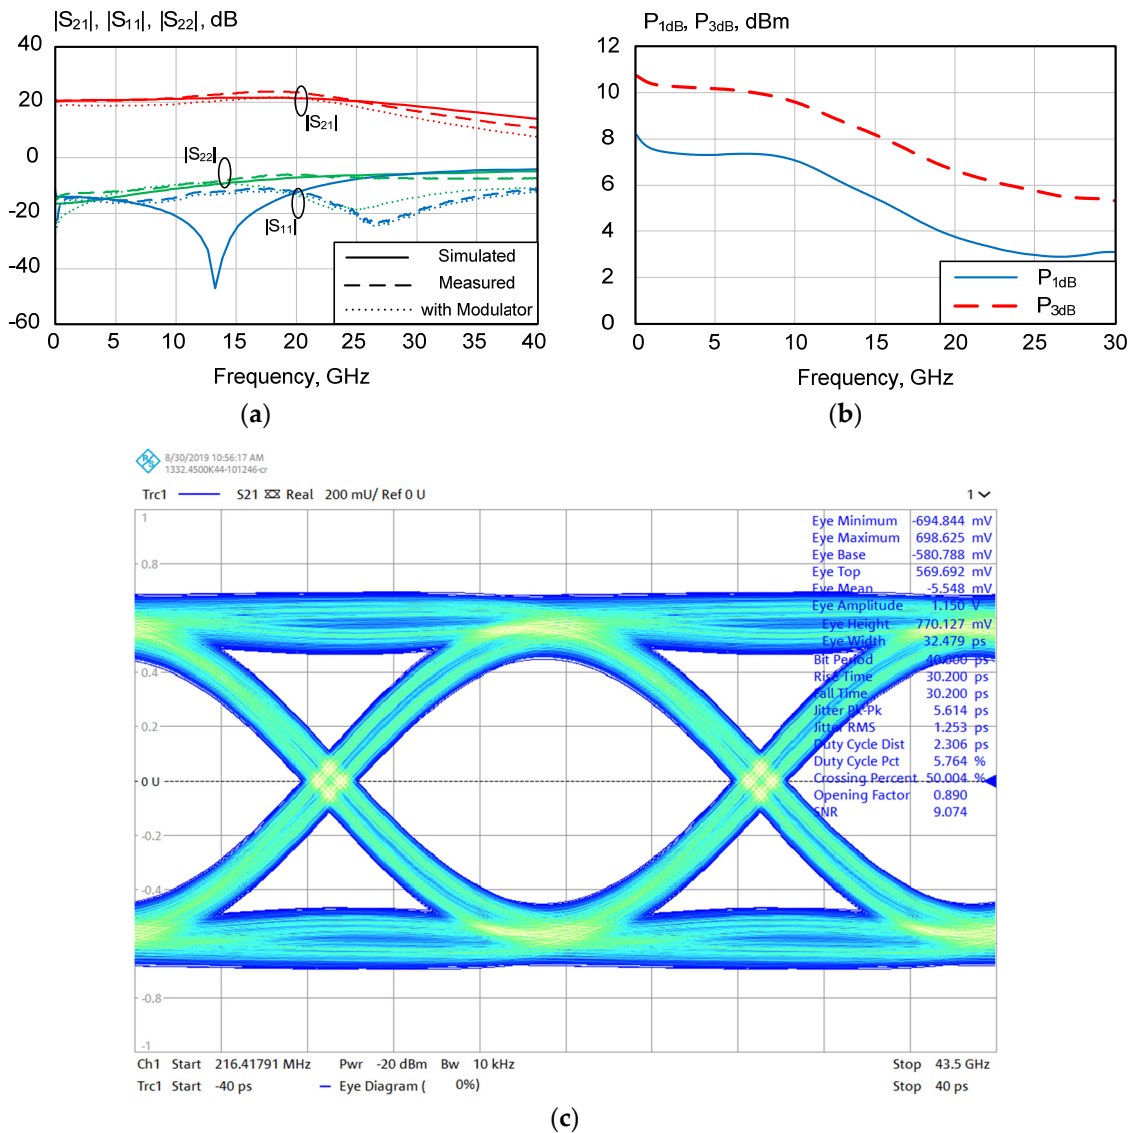 |S21|, |S11|, |S22|, dB
40
20
0
-20
-40
-60
|S21|
|S22|
|S11|
Simulated
Measured
with Modulator
0 5 10 15 20 25 30 35 40
Frequency, GHz
(a)
P1dB, P3dB, dBm
12
10
8
6
4
2
0
P1dB
P3dB
0 5 10 15 20 25 30
Frequency, GHz
(b)
R&S
8/30/2019 10:56:17 AM
1332.4500K44-101246-cr
Trc1 S21 Real 200 mU/ Ref 0 U 1
1
0.8
0.4
0.2
0 U
-0.2
-0.4
-0.8
-1
Eye Minimum -694.844 mV
Eye Maximum 698.625 mV
Eye Base -580.788 mV
Eye Top 569.692 mV
Eye Mean -5.548 mV
Eye Amplitude 1.150 V
Eye Height 770.127 mV
Eye Width 32.479 ps
Bit Period 40.000 ps
Rise Time 30.200 ps
Fall Time 30.200 ps
Jitter Pk-Pk 5.614 ps
Jitter RMS 1.253 ps
Duty Cycle Dist 2.306 ps
Duty Cycle Pct 5.764 %
Crossing Percent 50.004 %
Opening Factor 0.890
SNR 9.074
Ch1 Start 216.41791 MHz Pwr -20 dBm Bw 10 kHz Stop 43.5 GHz
Trc1 Start -40 ps Eye Diagram ( 0%) Stop 40 ps
(c)